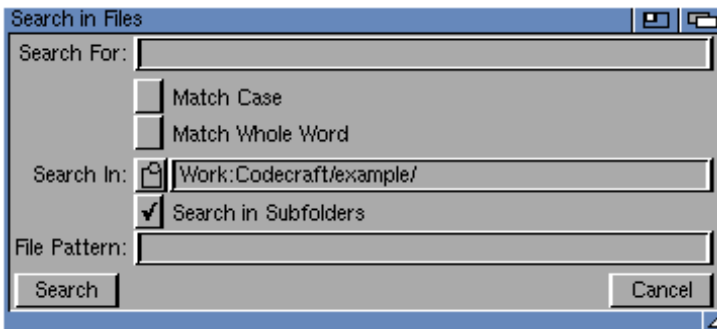 Search in Files
Search For:
Match Case
Match Whole Word
Search In: Work:Codecraft/example/
Search in Subfolders
File Pattern:
Search Cancel